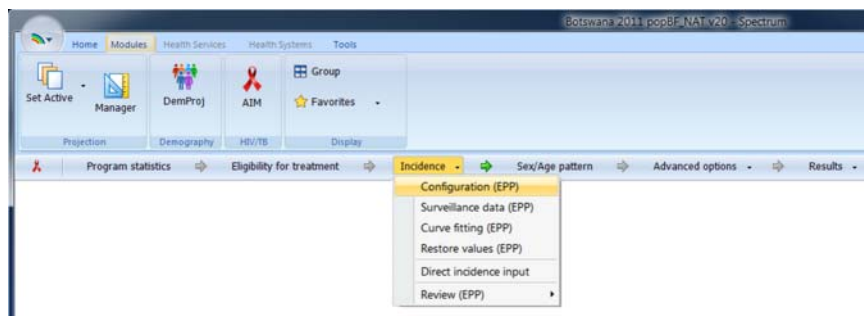 Botswana 2011 popBF_NAT v20 - Spectrum
Home Modules Health Services Health Systems Tools
Set Active Manager DemProj AIM Group
Favorites
Projection Demography HIV/TB Display
Program statistics Eligibility for treatment Incidence Sex/Age pattern Advanced options Results
Configuration (EPP)
Surveillance data (EPP)
Curve fitting (EPP)
Restore values (EPP)
Direct incidence input
Review (EPP)